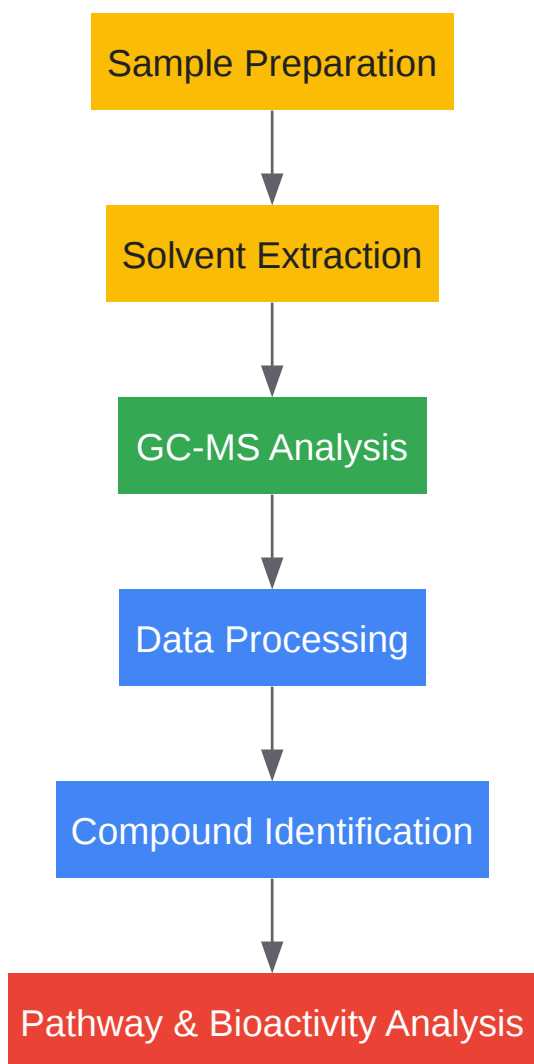 Sample Preparation
Solvent Extraction
GC-MS Analysis
Data Processing
Compound Identification
Pathway & Bioactivity Analysis